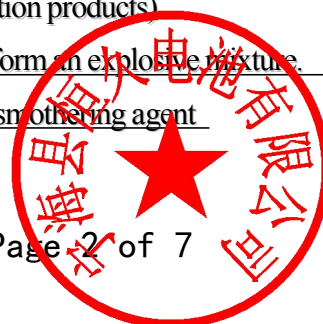 tion products)
form an explosive mixture.
smothering agent
宁海县恒久电池有限公司
Page 2 of 7